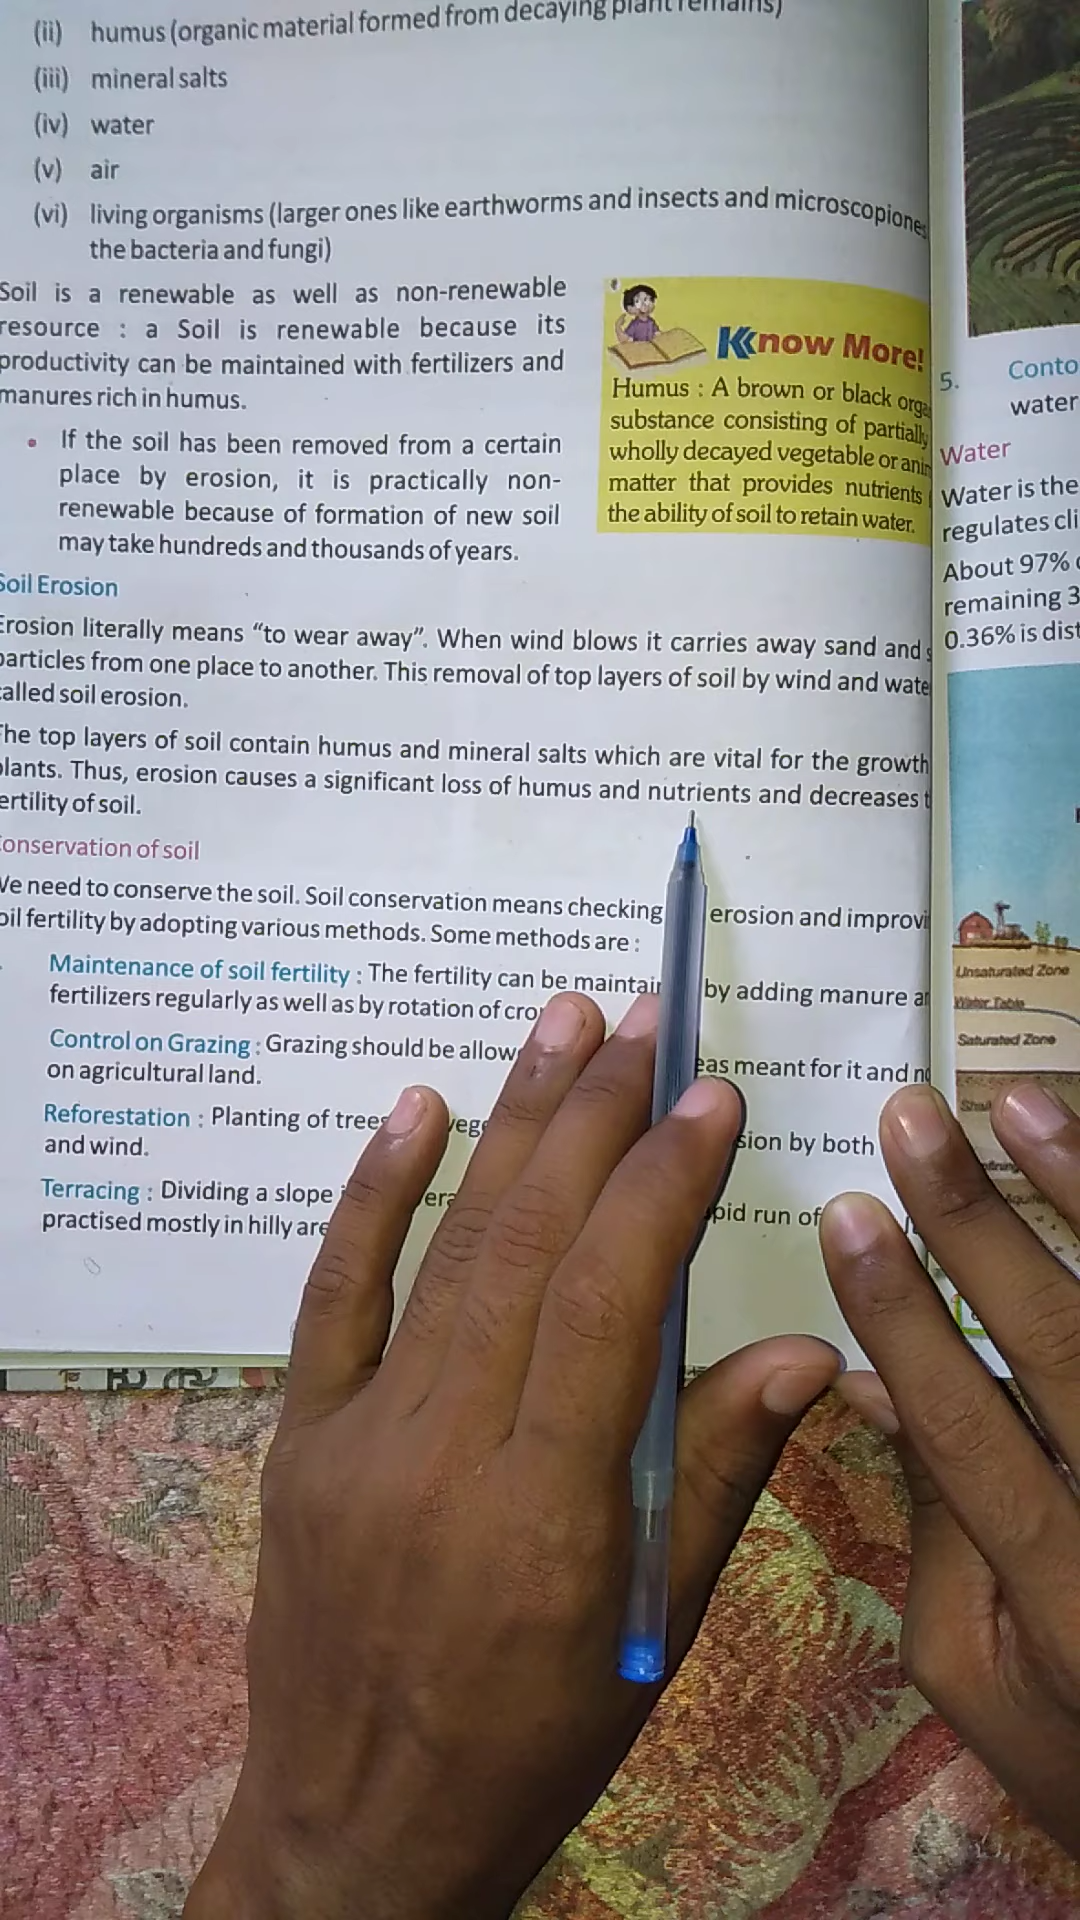 (ii) humus (organic material formed from decaying plant remains)
(iii) mineral salts
(iv) water
(v) air
(vi) living organisms (larger ones like earthworms and insects and microscopiones
the bacteria and fungi)
Soil is a renewable as well as non-renewable
resource : a Soil is renewable because its
productivity can be maintained with fertilizers and
manures rich in humus.
• If the soil has been removed from a certain
place by erosion, it is practically non-
renewable because of formation of new soil
may take hundreds and thousands of years.
Know More!
Humus : A brown or black orga
substance consisting of partially
wholly decayed vegetable or anim
matter that provides nutrients
the ability of soil to retain water.
Soil Erosion
Erosion literally means “to wear away”. When wind blows it carries away sand and s
particles from one place to another. This removal of top layers of soil by wind and wate
called soil erosion.
The top layers of soil contain humus and mineral salts which are vital for the growth
plants. Thus, erosion causes a significant loss of humus and nutrients and decreases t
ertility of soil.
Conservation of soil
We need to conserve the soil. Soil conservation means checking erosion and improvi
oil fertility by adopting various methods. Some methods are :
Maintenance of soil fertility : The fertility can be maintain by adding manure an
fertilizers regularly as well as by rotation of cro
Control on Grazing : Grazing should be allow eas meant for it and no
on agricultural land.
Reforestation : Planting of trees vege sion by both
and wind.
Terracing : Dividing a slope i vera pid run of
practised mostly in hilly are
5. Conto
water
Water
Water is the
regulates cli
About 97%
remaining 3
0.36% is dist
Unsaturated Zone
Water Table
Saturated Zone
Shal
Aquife